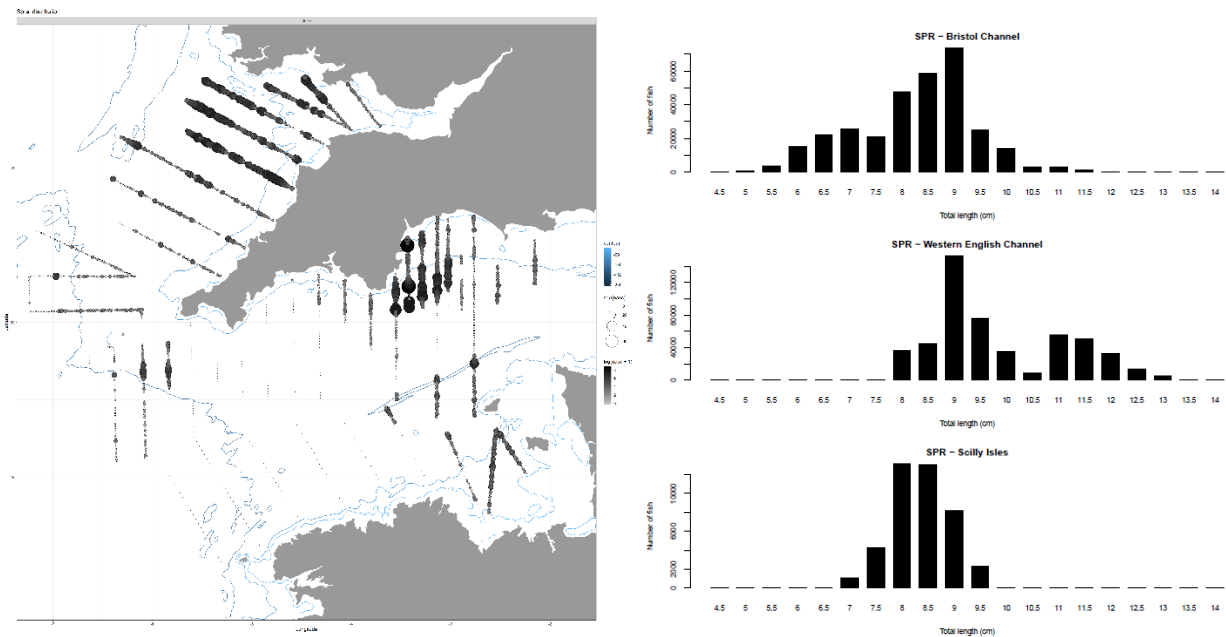 SPR − Bristol Channel
Number of fish
0
20000
40000
60000
4.5 5 5.5 6 6.5 7 7.5 8 8.5 9 9.5 10 10.5 11 11.5 12 12.5 13 13.5 14
Total length (cm)
SPR − Western English Channel
Number of fish
0
40000
80000
120000
4.5 5 5.5 6 6.5 7 7.5 8 8.5 9 9.5 10 10.5 11 11.5 12 12.5 13 13.5 14
Total length (cm)
SPR − Scilly Isles
Number of fish
0
2000
6000
10000
4.5 5 5.5 6 6.5 7 7.5 8 8.5 9 9.5 10 10.5 11 11.5 12 12.5 13 13.5 14
Total length (cm)
Longitude